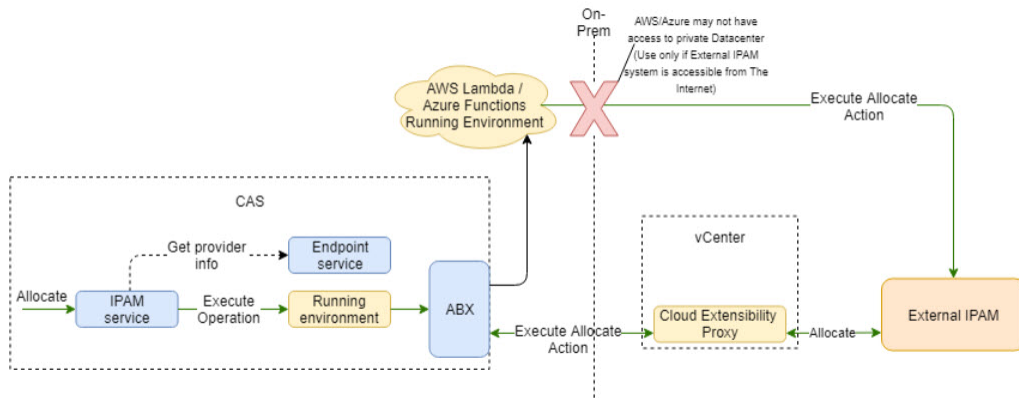 On-
Prem
AWS/Azure may not have
access to private Datacenter
(Use only if External IPAM
system is accessible from The
Internet)
AWS Lambda /
Azure Functions
Running Environment
Execute Allocate
Action
CAS
Get provider
info
Endpoint
service
vCenter
Allocate
IPAM
service
Execute
Operation
Running
environment
ABX
Execute Allocate
Action
Cloud Extensibility
Proxy
Allocate
External IPAM